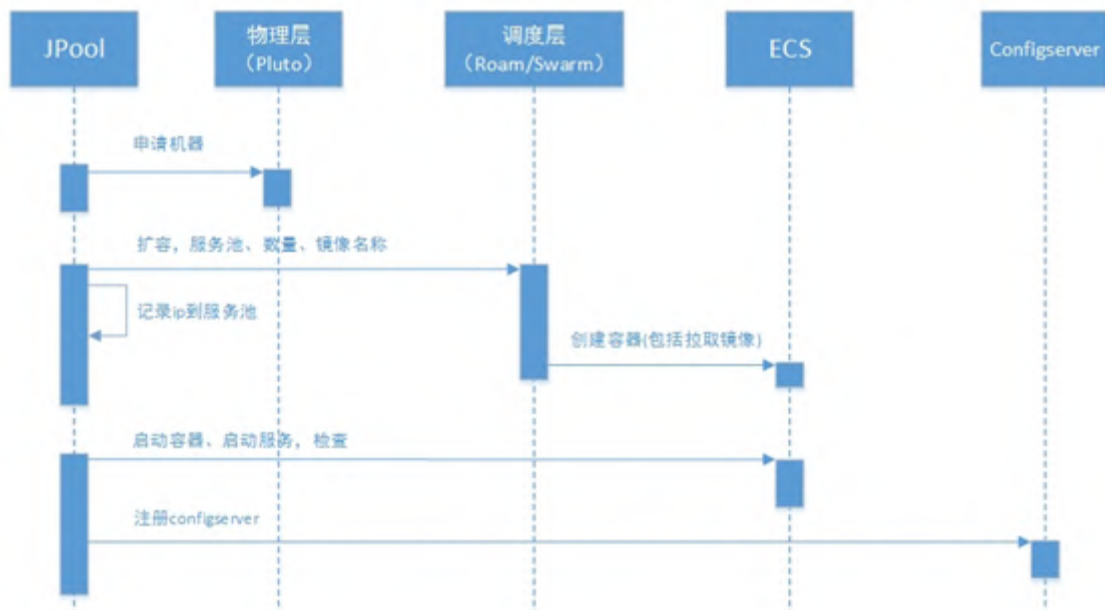 JPool
物理层
（Pluto）
调度层
（Roam/Swarm）
ECS
Configserver
申请机器
扩容，服务池、数量、镜像名称
记录ip到服务池
创建容器(包括拉取镜像)
启动容器、启动服务，检查
注册configserver